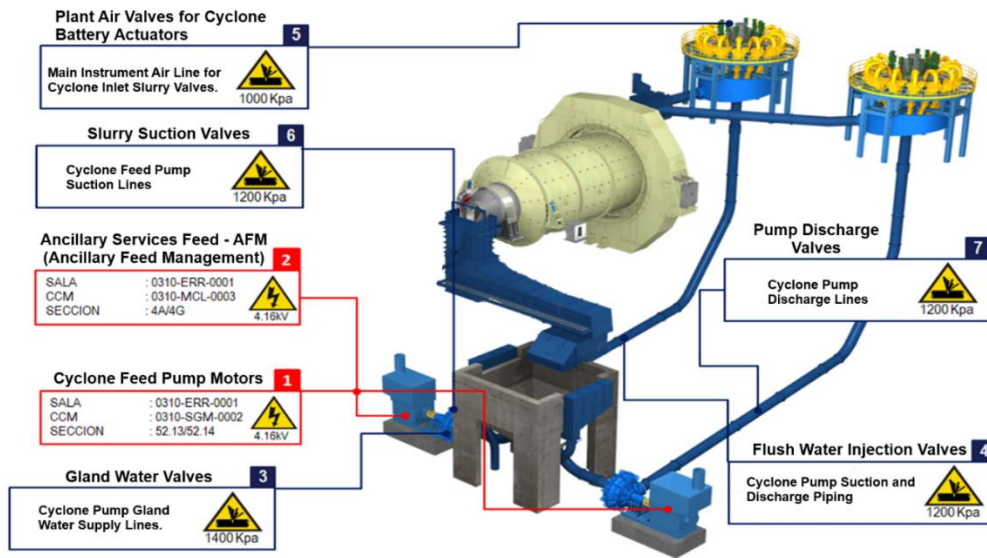 Plant Air Valves for Cyclone
Battery Actuators
5
Main Instrument Air Line for
Cyclone Inlet Slurry Valves.
1000 Kpa
Slurry Suction Valves
6
Cyclone Feed Pump
Suction Lines
1200 Kpa
Ancillary Services Feed - AFM
(Ancillary Feed Management)
2
SALA : 0310-ERR-0001
CCM : 0310-MCL-0003
SECCION : 4A/4G
4.16kV
Cyclone Feed Pump Motors
1
SALA : 0310-ERR-0001
CCM : 0310-SGM-0002
SECCION : 52.13/52.14
4.16kV
Gland Water Valves
3
Cyclone Pump Gland
Water Supply Lines.
1400 Kpa
Pump Discharge
Valves
7
Cyclone Pump
Discharge Lines
1200 Kpa
Flush Water Injection Valves
4
Cyclone Pump Suction and
Discharge Piping
1200 Kpa